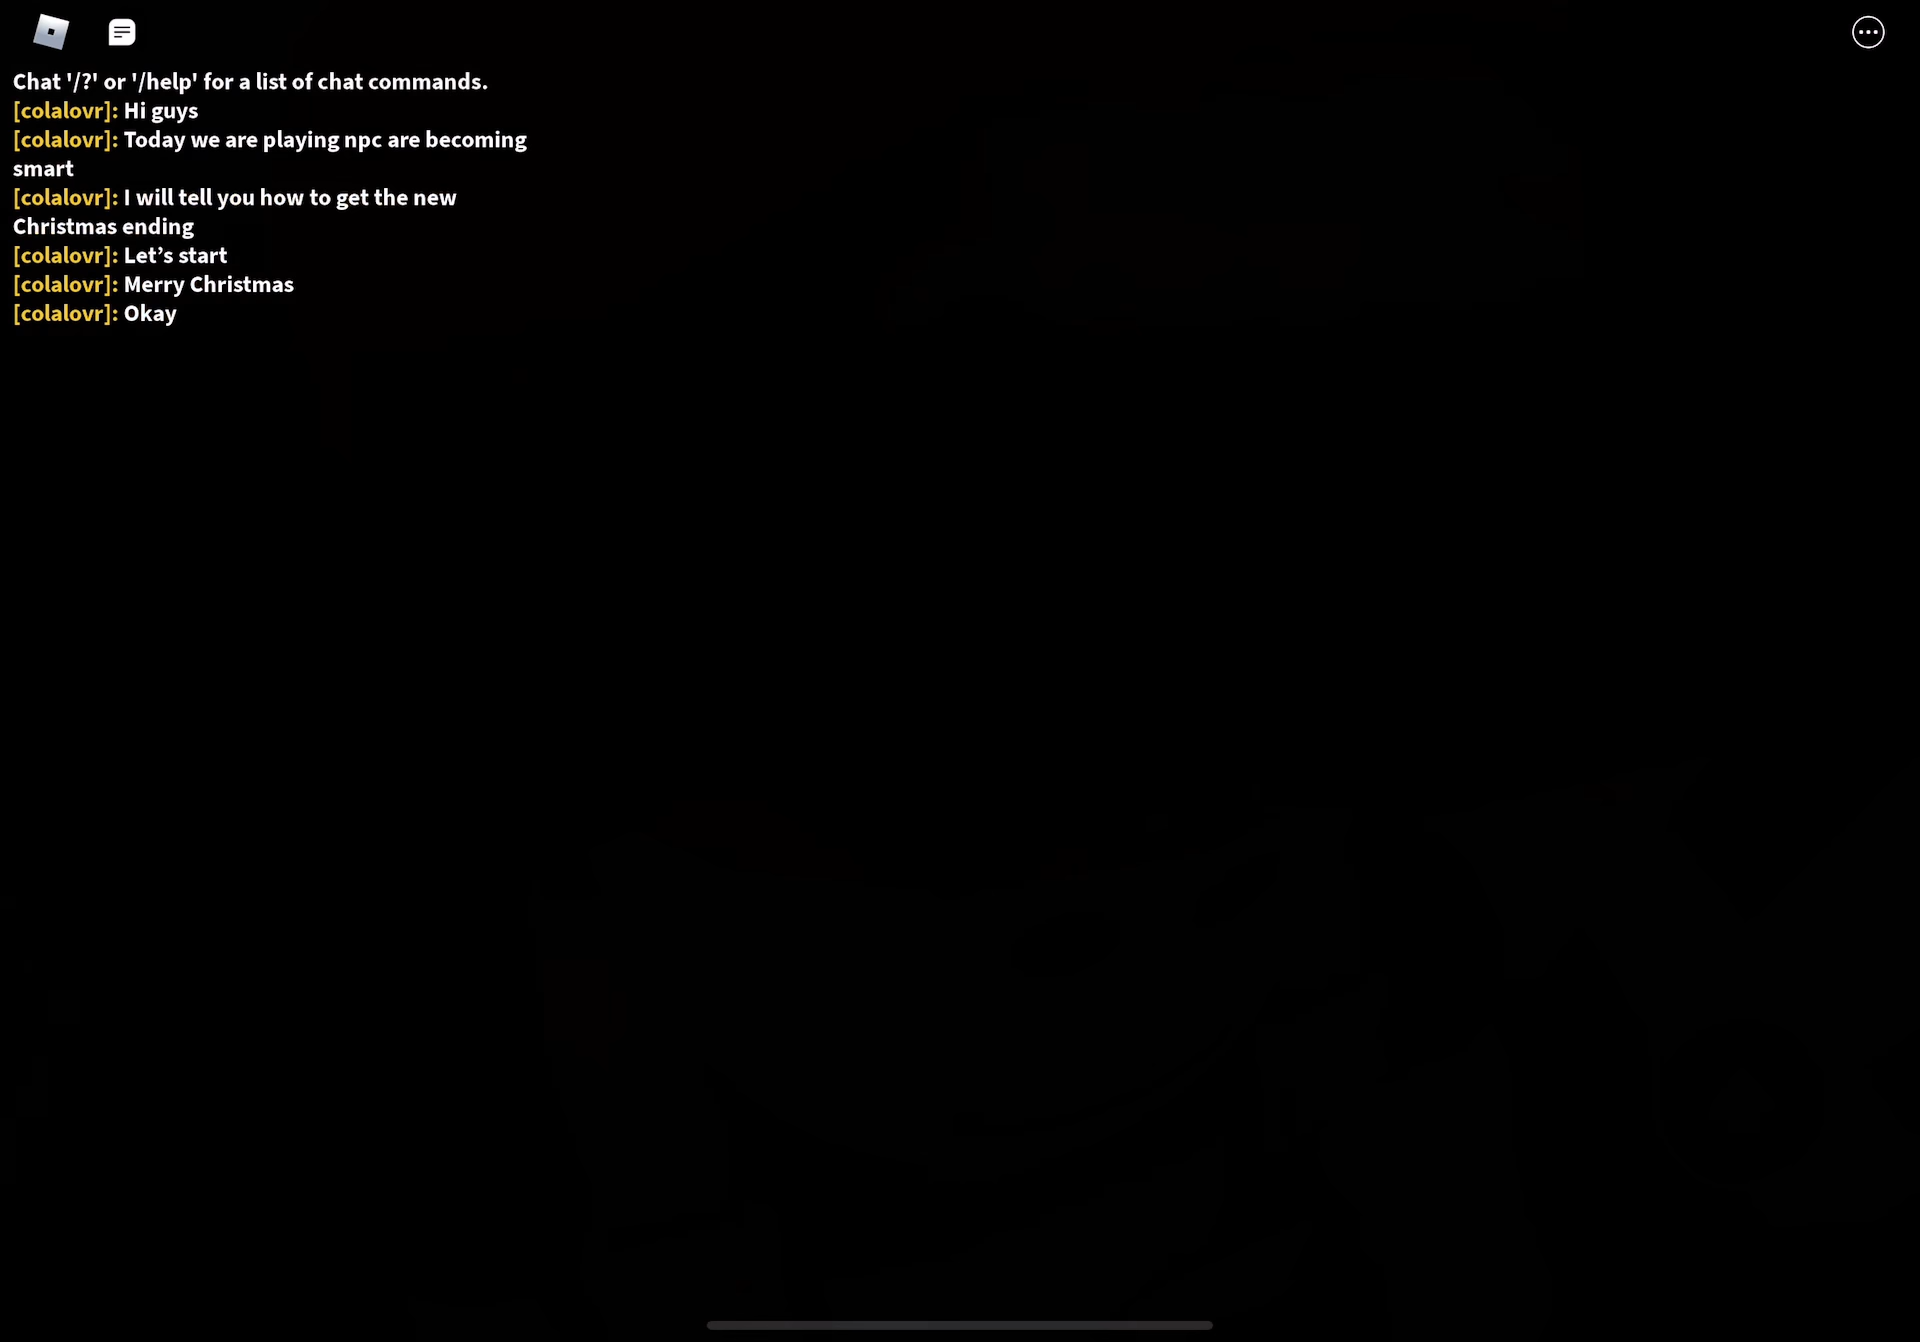 Chat '/?' or '/help' for a list of chat commands.
[colalovr]: Hi guys
[colalovr]: Today we are playing npc are becoming
smart
[colalovr]: I will tell you how to get the new
Christmas ending
[colalovr]: Let’s start
[colalovr]: Merry Christmas
[colalovr]: Okay